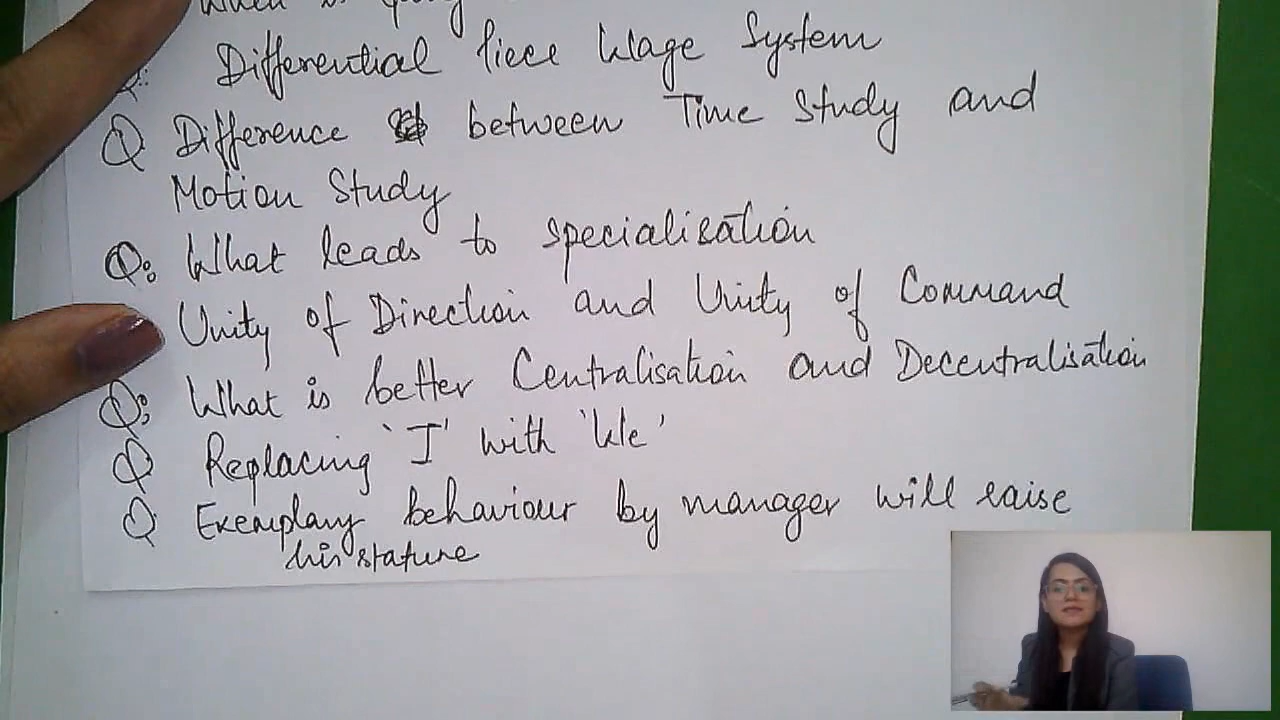 Differential Piece Wage System
Q Difference between Time Study and
Motion Study
Q: What leads to specialisation
Unity of Direction and Unity of Command
Q: What is better Centralisation and Decentralisation
Q Replacing 'I' with 'We'
Q Exemplary behaviour by manager will raise
his stature